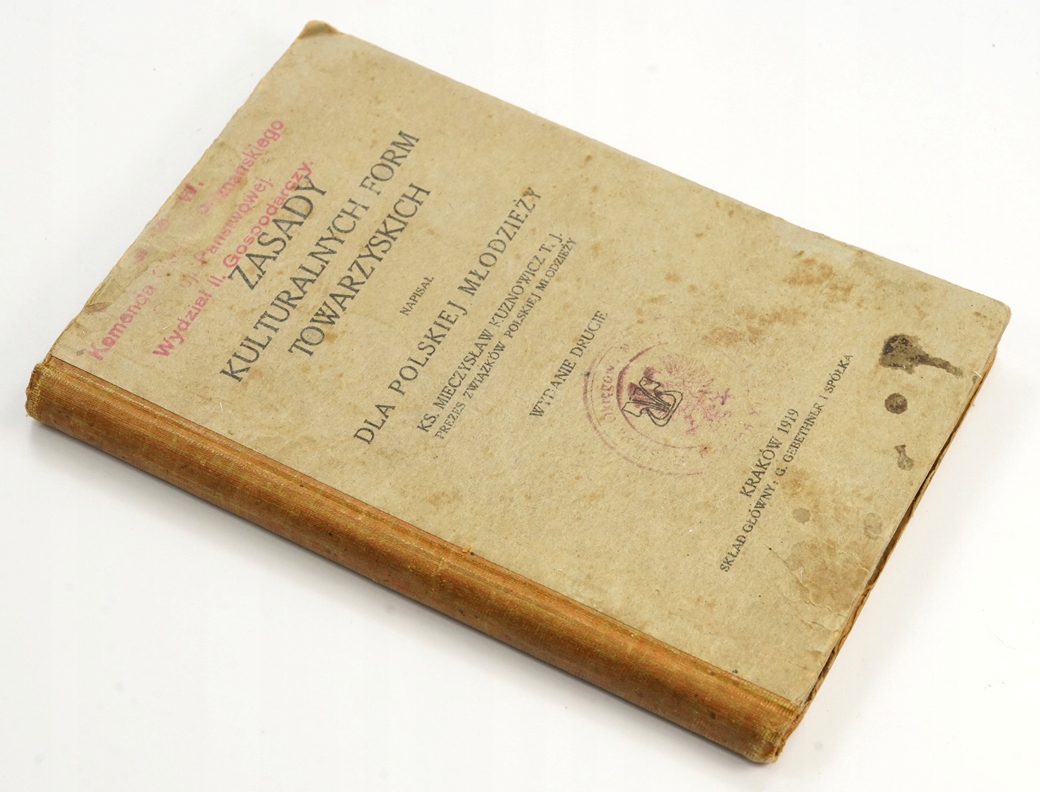 ZASADY
KULTURALNYCH FORM
TOWARZYSKICH
DLA POLSKIEJ MŁODZIEŻY
NAPISAŁ
KS. MIECZYSŁAW KUZNOWICZ T. J.
PREZES ZWIĄZKÓW POLSKIEJ MŁODZIEŻY
WYDANIE DRUGIE
KRAKÓW 1919
SKŁAD GŁÓWNY: G. GEBETHNER I SPÓŁKA
Komenda
Państwowej
Wydział II. Gospodarczy.